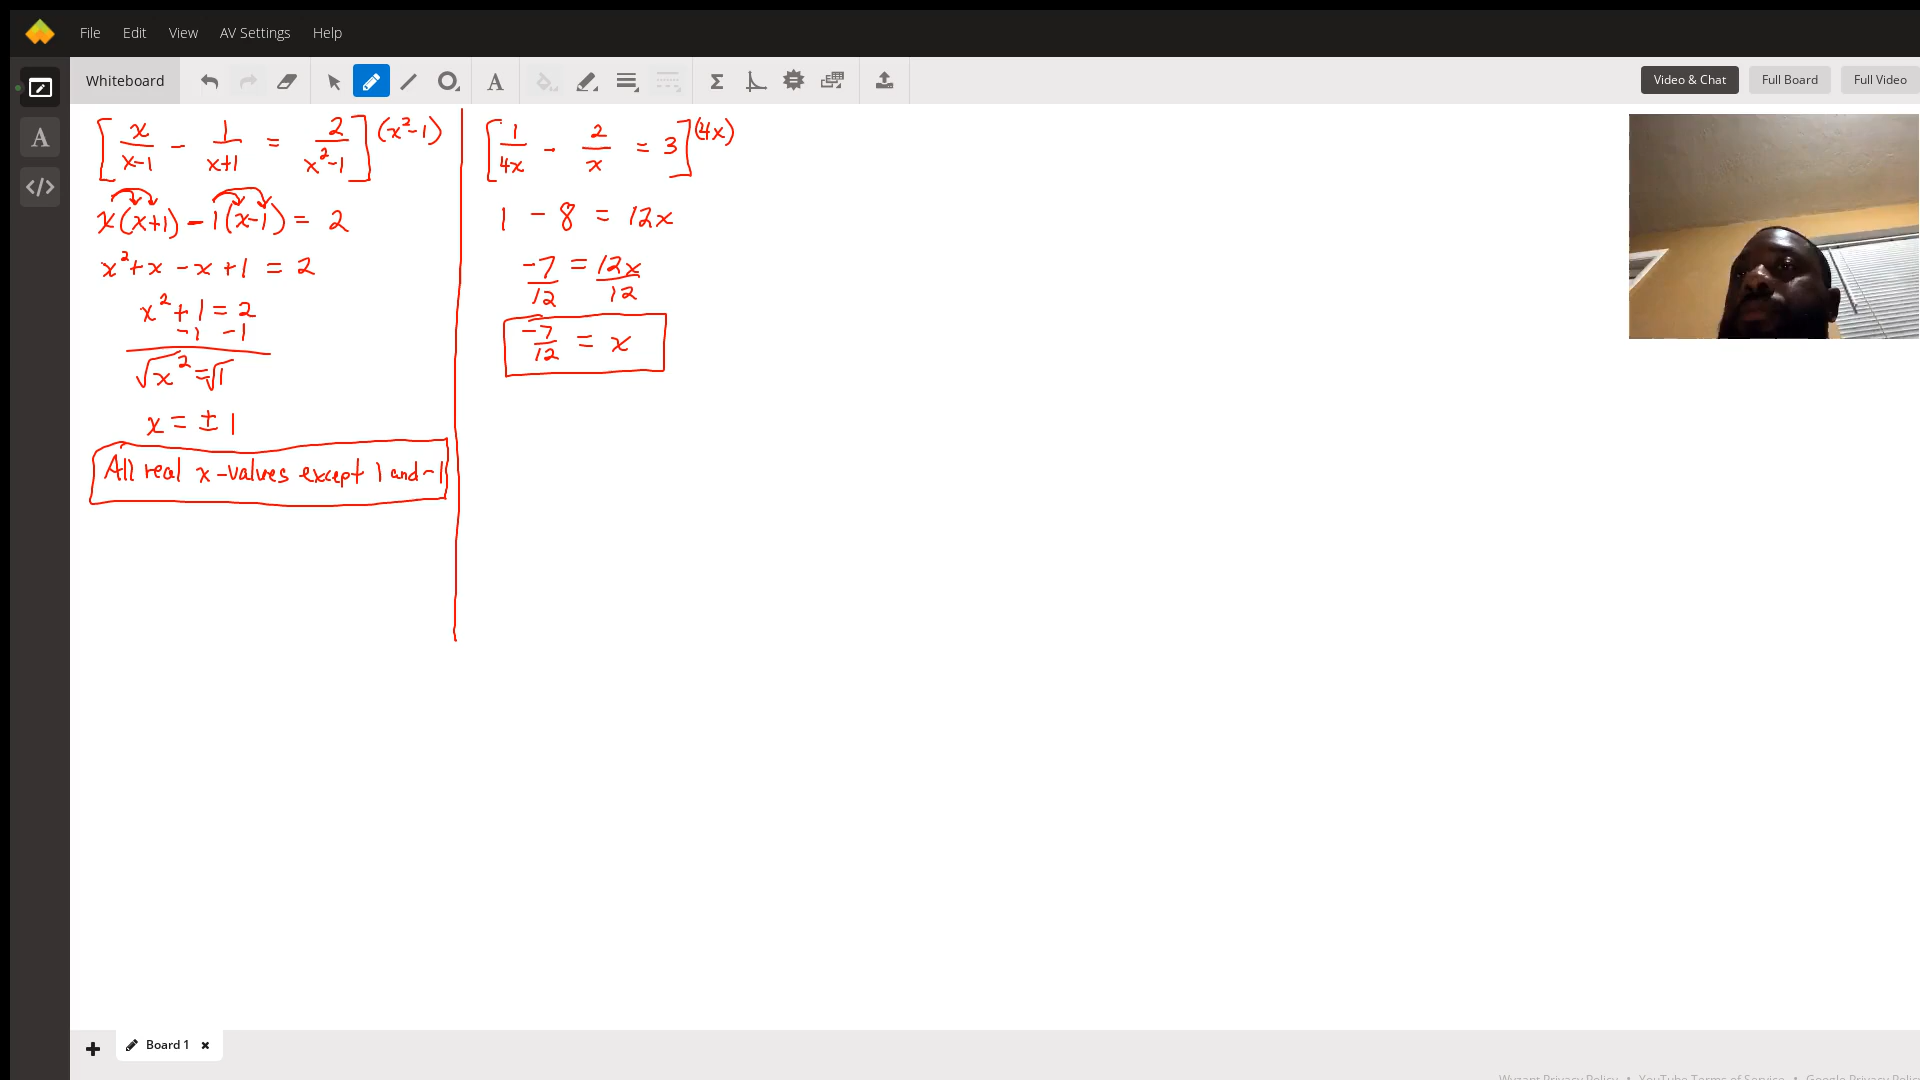 File Edit View AV Settings Help
Whiteboard A Σ Video & Chat Full Board Full Video
A
</>
[x/(x-1) - 1/(x+1) = 2/(x²-1)](x²-1)
x(x+1) - 1(x-1) = 2
x²+x -x +1 = 2
x²+1 = 2
-1 -1
√x² = √1
x = ± 1
All real x-values except 1 and -1
[1/4x - 2/x = 3](4x)
1 - 8 = 12x
-7/12 = 12x/12
-7/12 = x
+ Board 1 ×